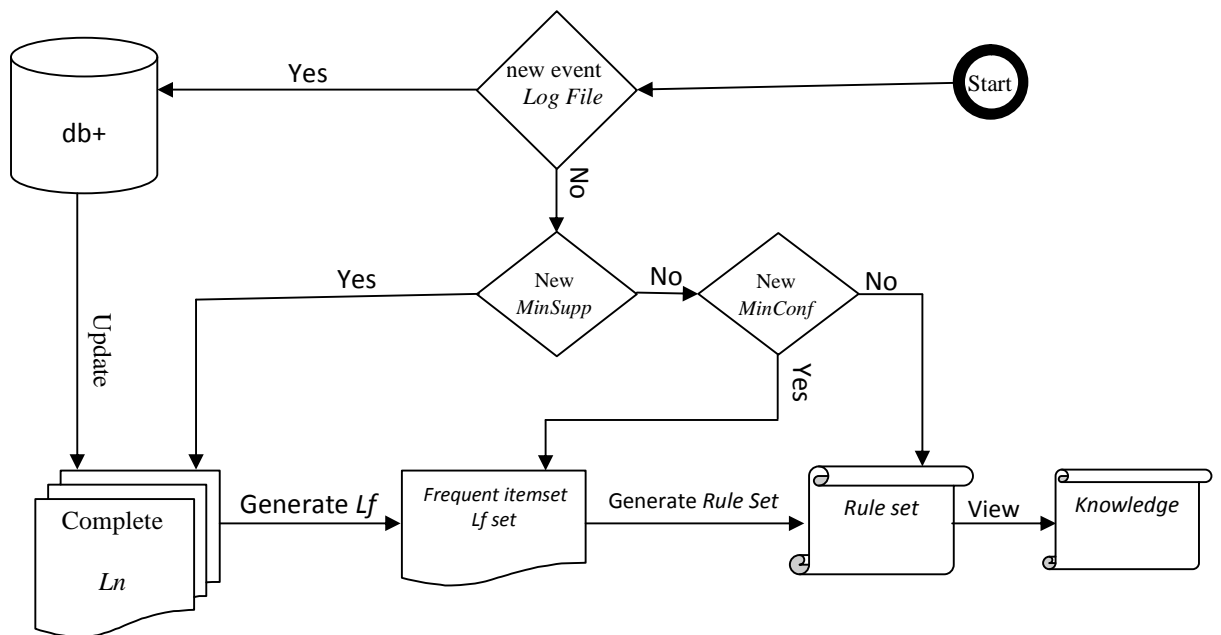 new event
Log File
Start
Yes
db+
No
Yes
New
MinSupp
No
New
MinConf
No
Update
Yes
Complete
Ln
Generate Lf
Frequent itemset
Lf set
Generate Rule Set
Rule set
View
Knowledge